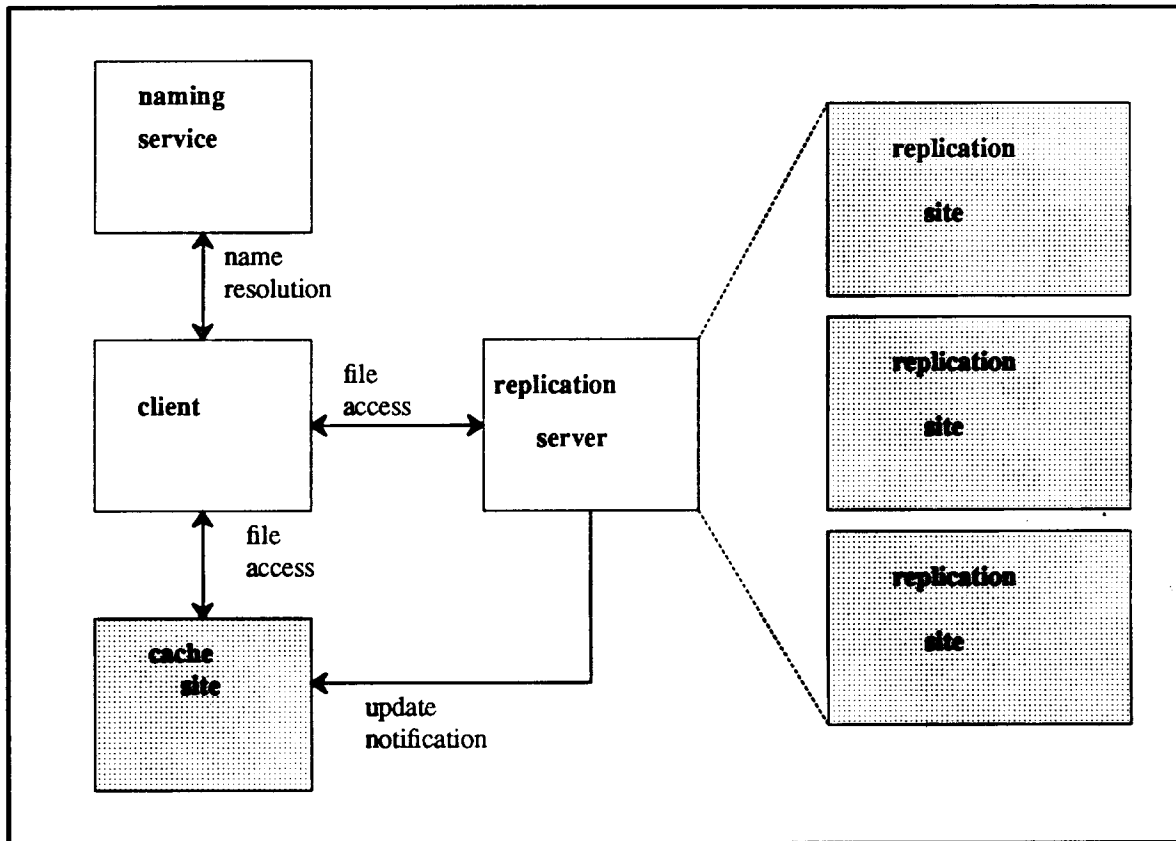 naming
service
name
resolution
client
file
access
replication
server
file
access
cache
site
update
notification
replication
site
replication
site
replication
site